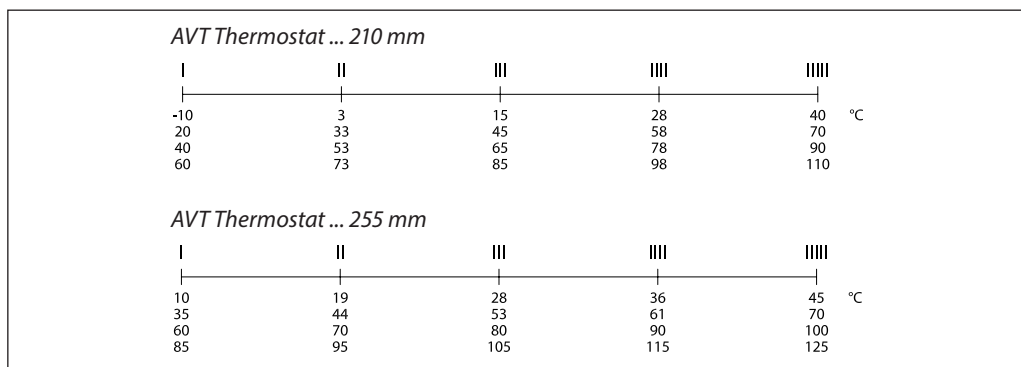 AVT Thermostat ... 210 mm
I II III IIII IIIII
-10 3 15 28 40 °C
20 33 45 58 70
40 53 65 78 90
60 73 85 98 110
AVT Thermostat ... 255 mm
I II III IIII IIIII
10 19 28 36 45 °C
35 44 53 61 70
60 70 80 90 100
85 95 105 115 125